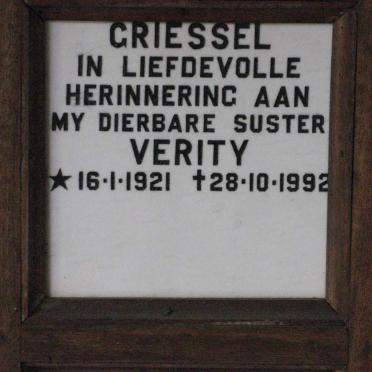 GRIESSEL
IN LIEFDEVOLLE
HERINNERING AAN
MY DIERBARE SUSTER
VERITY
★ 16·1·1921 ✝28·10·1992